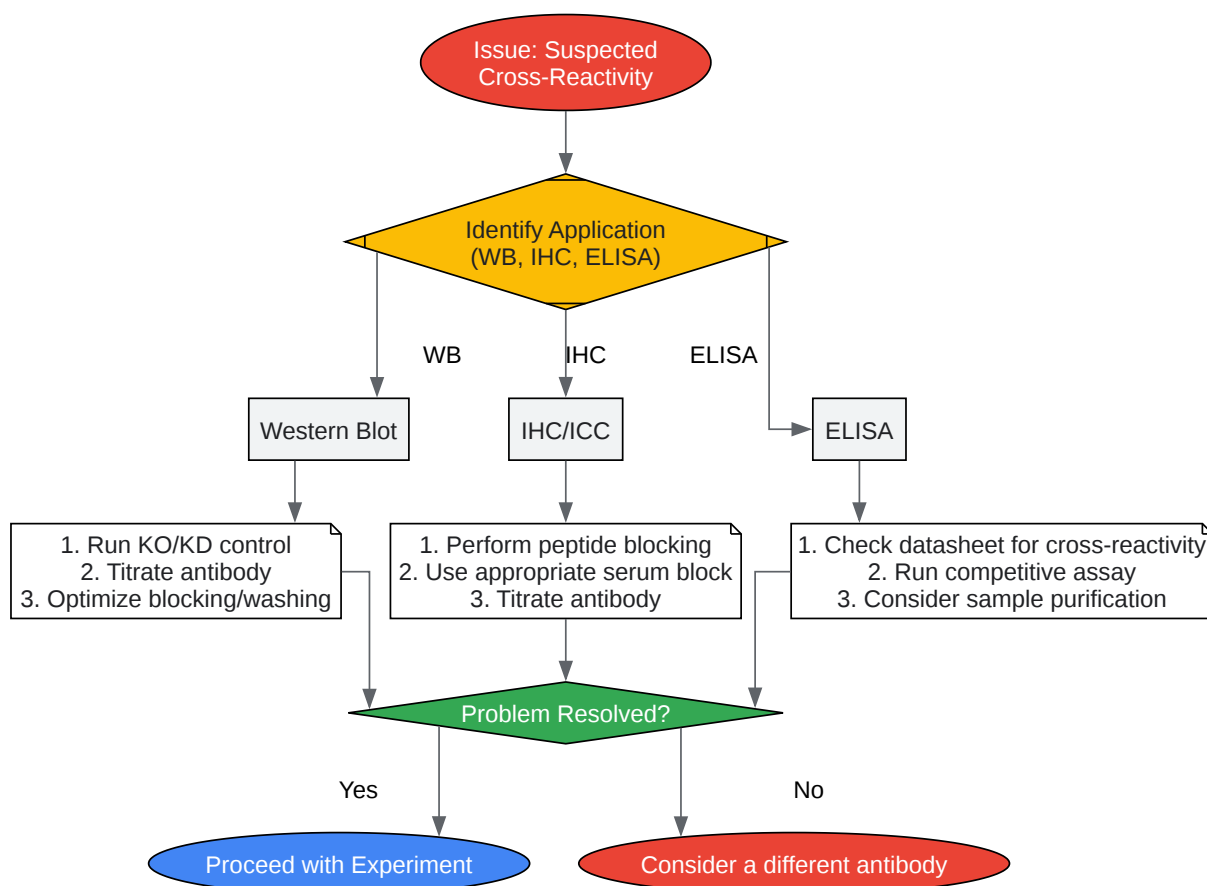 Issue: Suspected
Cross-Reactivity
Identify Application
(WB, IHC, ELISA)
WB
IHC
ELISA
Western Blot
IHC/ICC
ELISA
1. Run KO/KD control
2. Titrate antibody
3. Optimize blocking/washing
1. Perform peptide blocking
2. Use appropriate serum block
3. Titrate antibody
1. Check datasheet for cross-reactivity
2. Run competitive assay
3. Consider sample purification
Problem Resolved?
Yes
No
Proceed with Experiment
Consider a different antibody